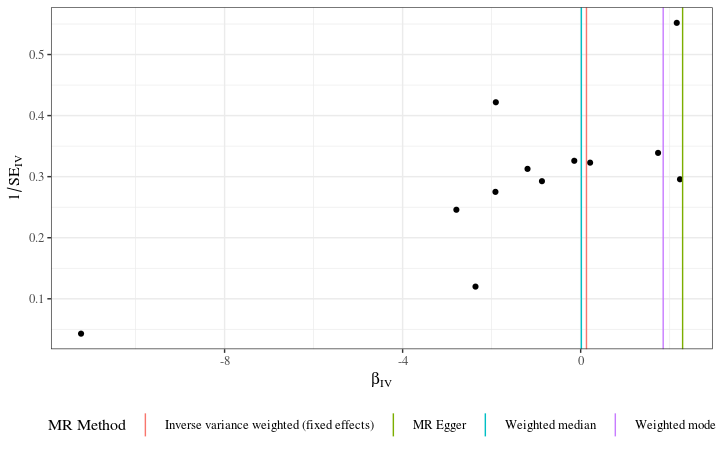 0.5
0.4
0.3
0.2
0.1
1/SE_IV
-8 -4 0
β_IV
MR Method Inverse variance weighted (fixed effects) MR Egger Weighted median Weighted mode